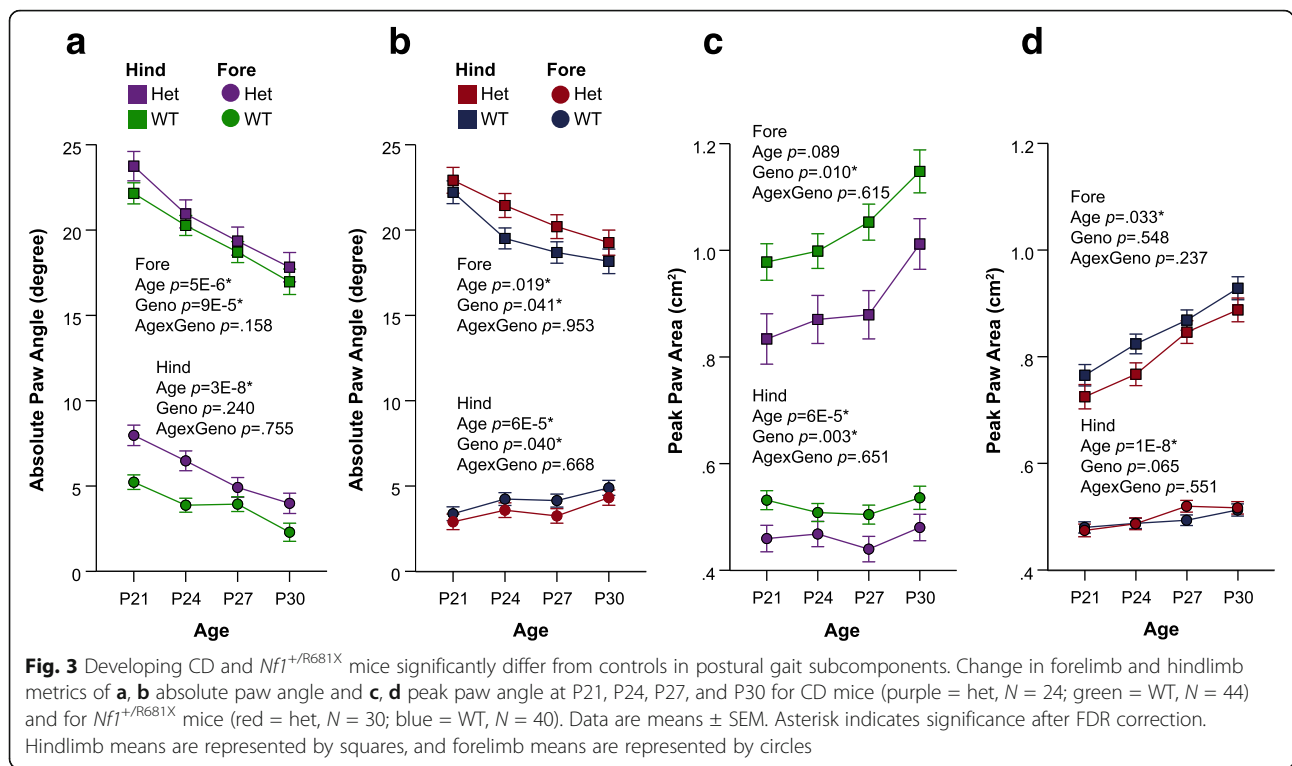 a
b
c
d
Hind Fore
Het Het
WT WT
Hind Fore
Het Het
WT WT
Absolute Paw Angle (degree)
25
20
15
10
5
0
Fore
Age p=5E-6*
Geno p=9E-5*
AgexGeno p=.158
Hind
Age p=3E-8*
Geno p=.240
AgexGeno p=.755
P21 P24 P27 P30
Age
Absolute Paw Angle (degree)
25
20
15
10
5
0
Fore
Age p=.019*
Geno p=.041*
AgexGeno p=.953
Hind
Age p=6E-5*
Geno p=.040*
AgexGeno p=.668
P21 P24 P27 P30
Age
Peak Paw Area (cm²)
1.2
1.0
.8
.6
.4
Fore
Age p=.089
Geno p=.010*
AgexGeno p=.615
Hind
Age p=6E-5*
Geno p=.003*
AgexGeno p=.651
P21 P24 P27 P30
Age
Peak Paw Area (cm²)
1.2
1.0
.8
.6
.4
Fore
Age p=.033*
Geno p=.548
AgexGeno p=.237
Hind
Age p=1E-8*
Geno p=.065
AgexGeno p=.551
P21 P24 P27 P30
Age
Fig. 3 Developing CD and Nf1+/R681X mice significantly differ from controls in postural gait subcomponents. Change in forelimb and hindlimb
metrics of a, b absolute paw angle and c, d peak paw angle at P21, P24, P27, and P30 for CD mice (purple = het, N = 24; green = WT, N = 44)
and for Nf1+/R681X mice (red = het, N = 30; blue = WT, N = 40). Data are means ± SEM. Asterisk indicates significance after FDR correction.
Hindlimb means are represented by squares, and forelimb means are represented by circles